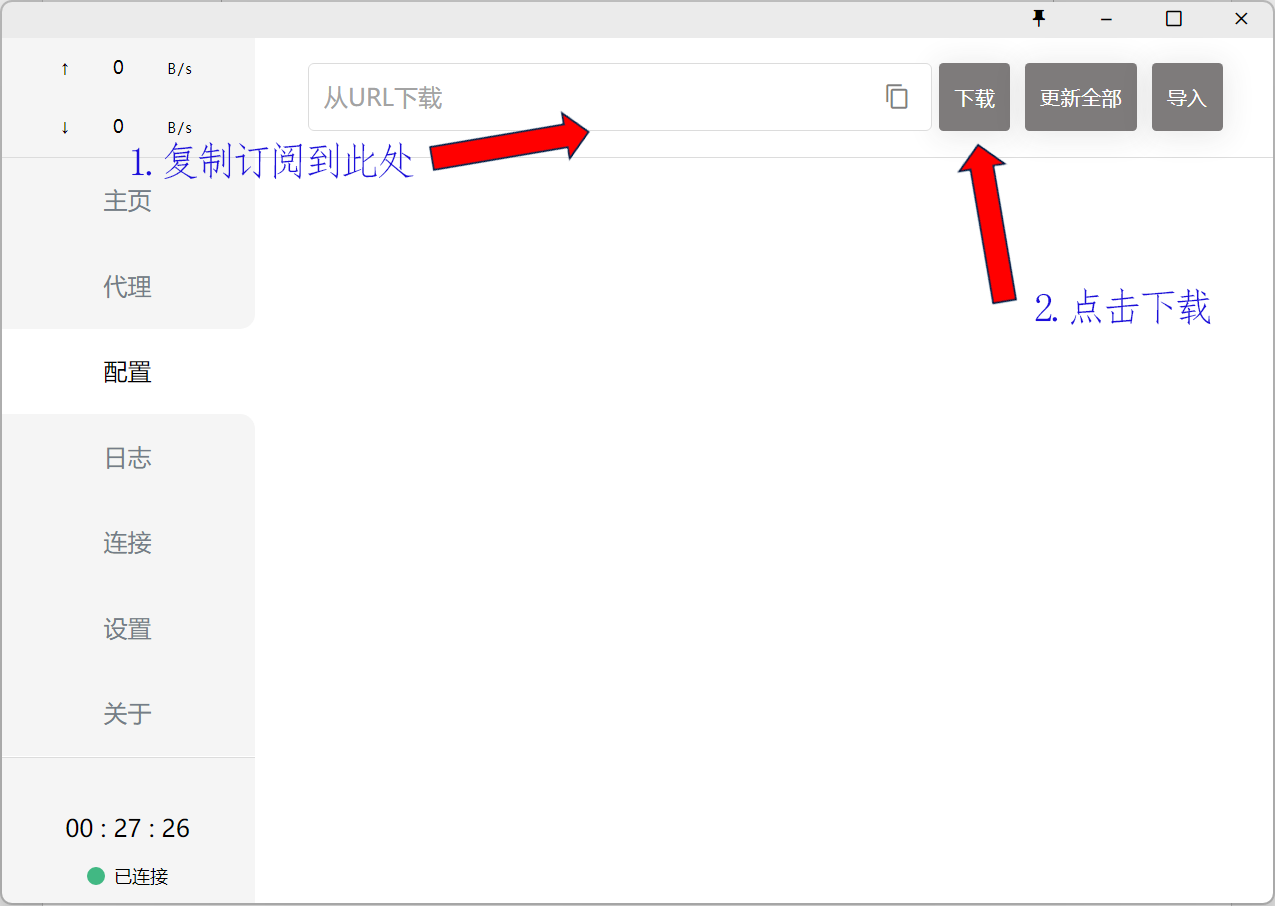 ↑ 0 B/s
↓ 0 B/s
从URL下载
下载
更新全部
导入
1. 复制订阅到此处
2. 点击下载
主页
代理
配置
日志
连接
设置
关于
00 : 27 : 26
已连接